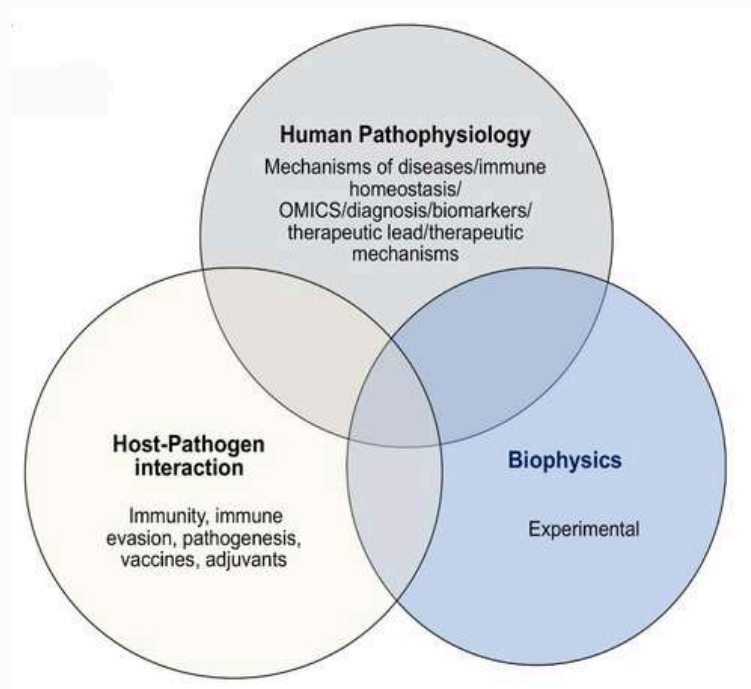 Human Pathophysiology
Mechanisms of diseases/immune
homeostasis/
OMICS/diagnosis/biomarkers/
therapeutic lead/therapeutic
mechanisms
Host-Pathogen
interaction
Immunity, immune
evasion, pathogenesis,
vaccines, adjuvants
Biophysics
Experimental